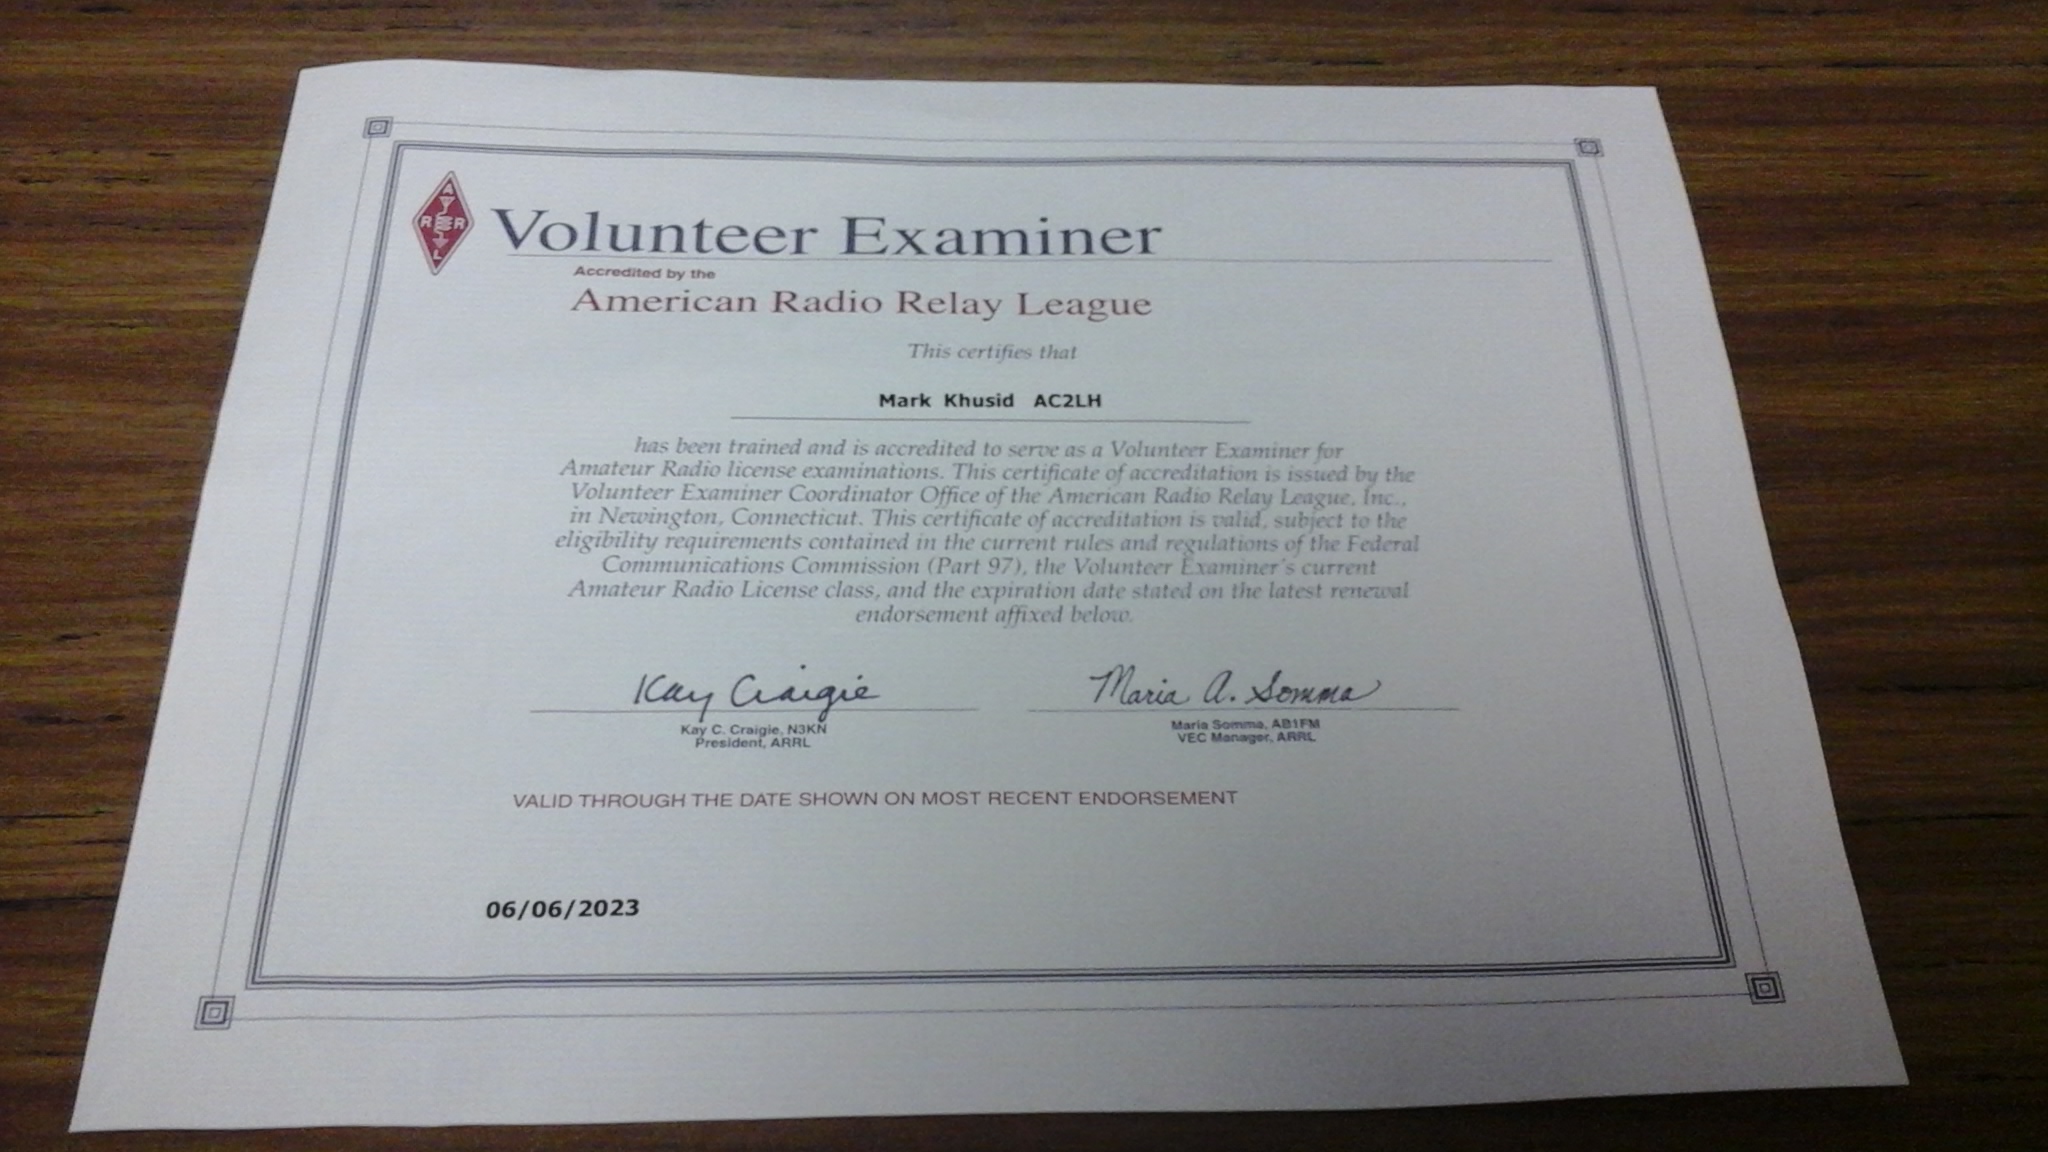 A
R R
L
Volunteer Examiner
Accredited by the
American Radio Relay League
This certifies that
Mark Khusid AC2LH
has been trained and is accredited to serve as a Volunteer Examiner for
Amateur Radio license examinations. This certificate of accreditation is issued by the
Volunteer Examiner Coordinator Office of the American Radio Relay League, Inc.,
in Newington, Connecticut. This certificate of accreditation is valid, subject to the
eligibility requirements contained in the current rules and regulations of the Federal
Communications Commission (Part 97), the Volunteer Examiner's current
Amateur Radio License class, and the expiration date stated on the latest renewal
endorsement affixed below.
Kay Craigie Maria A. Somma
Kay C. Craigie, N3KN Maria Somma, AB1FM
President, ARRL VEC Manager, ARRL
VALID THROUGH THE DATE SHOWN ON MOST RECENT ENDORSEMENT
06/06/2023